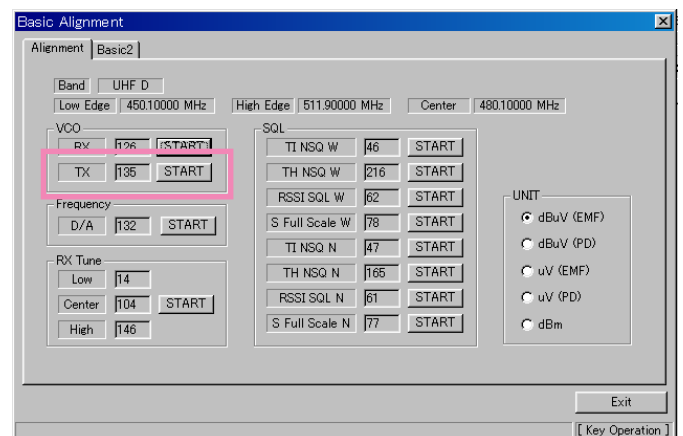 Basic Alignment
Alignment Basic2
Band UHF D
Low Edge 450.10000 MHz High Edge 511.90000 MHz Center 480.10000 MHz
VCO
RX 126 START
TX 135 START
Frequency
D/A 132 START
RX Tune
Low 14
Center 104 START
High 146
SQL
TI NSQ W 46 START
TH NSQ W 216 START
RSSI SQL W 62 START
S Full Scale W 78 START
TI NSQ N 47 START
TH NSQ N 165 START
RSSI SQL N 61 START
S Full Scale N 77 START
UNIT
dBuV (EMF)
dBuV (PD)
uV (EMF)
uV (PD)
dBm
Exit
[ Key Operation ]